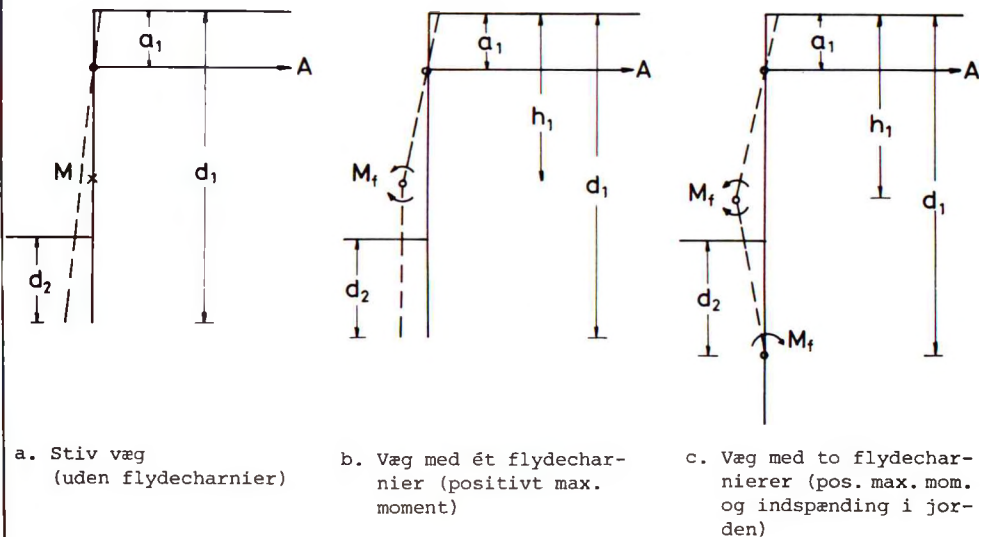 a₁
A
M
d₁
d₂
a₁
A
h₁
M_f
d₁
d₂
a₁
A
h₁
M_f
d₁
d₂
M_f
a. Stiv væg
(uden flydecharnier)
b. Væg med ét flydechar-
nier (positivt max.
moment)
c. Væg med to flydechar-
nierer (pos. max. mom.
og indspænding i jor-
den)